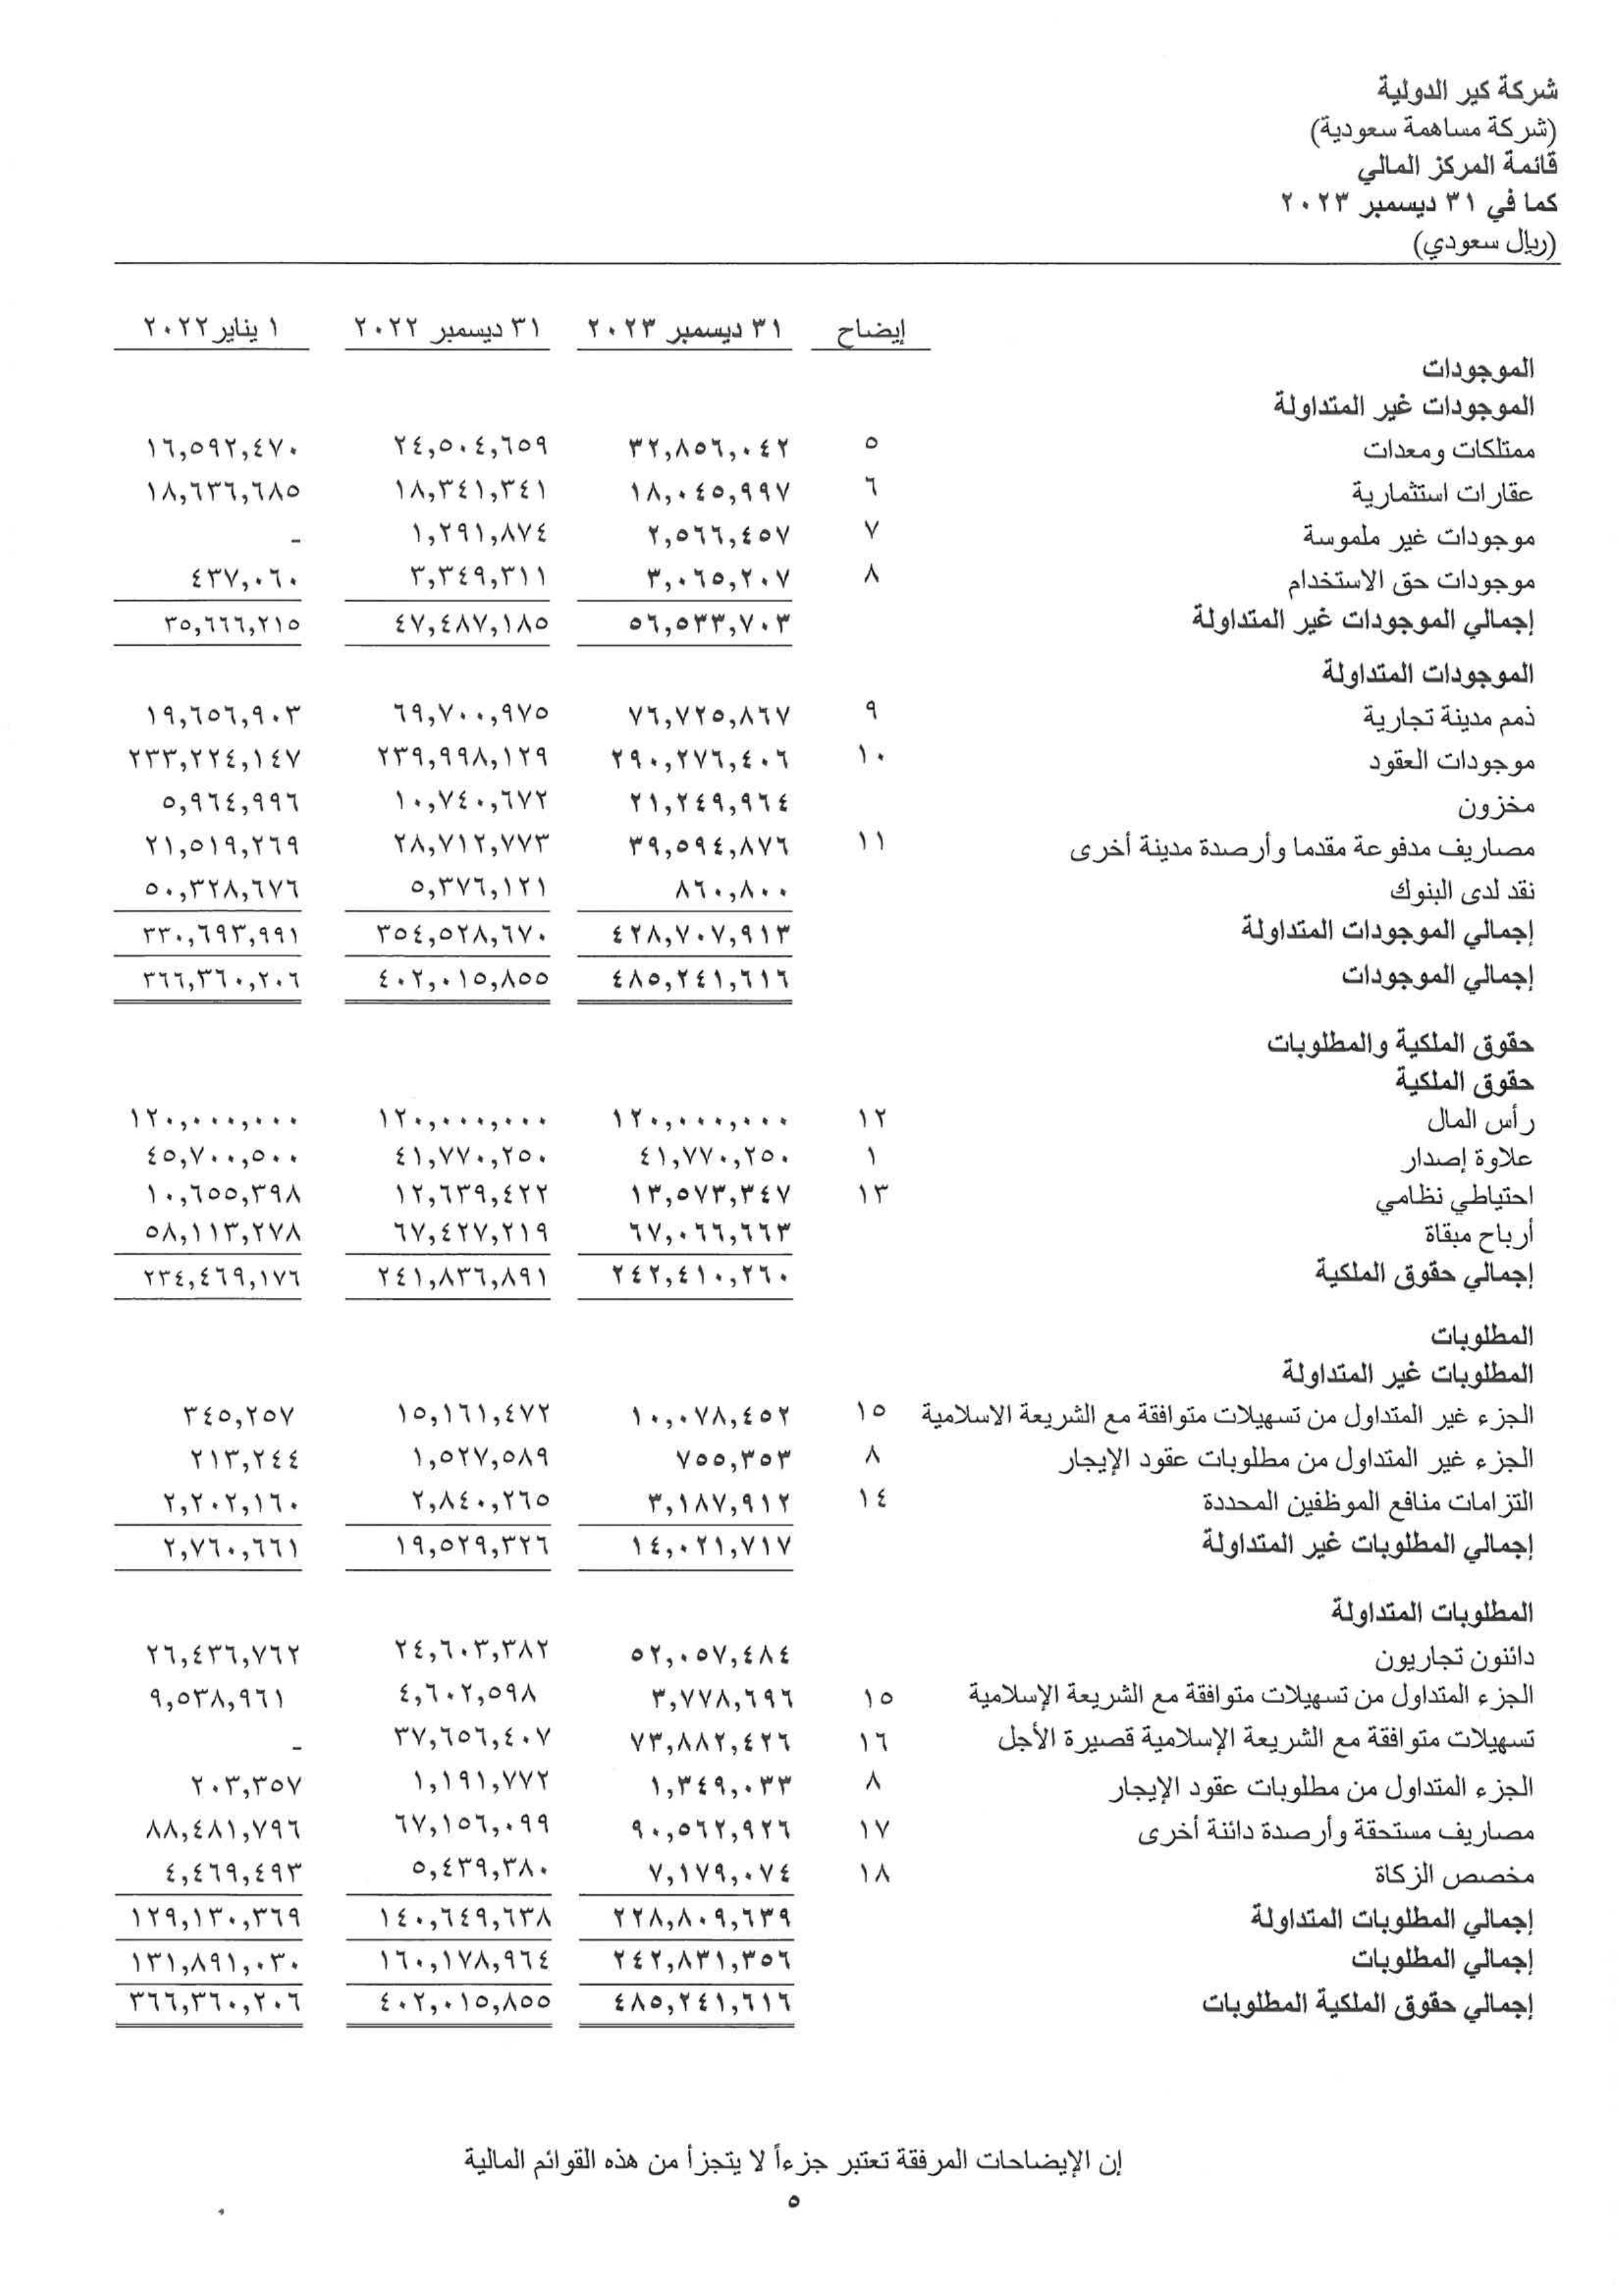 شركة كير الدولية
(شركة مساهمة سعودية)
قائمة المركز المالي
كما في ٣١ ديسمبر ٢٠٢٣
(ريال سعودي)
إيضاح ٣١ ديسمبر ٢٠٢٣ ٣١ ديسمبر ٢٠٢٢ ١ يناير ٢٠٢٢
الموجودات
الموجودات غير المتداولة
ممتلكات ومعدات ٥ ٣٢,٨٥٦,٠٤٢ ٢٤,٥٠٤,٦٥٩ ١٦,٥٩٢,٤٧٠
عقارات استثمارية ٦ ١٨,٠٤٥,٩٩٧ ١٨,٣٤١,٣٤١ ١٨,٦٣٦,٦٨٥
موجودات غير ملموسة ٧ ٢,٥٦٦,٤٥٧ ١,٢٩١,٨٧٤ -
موجودات حق الاستخدام ٨ ٣,٠٦٥,٢٠٧ ٣,٣٤٩,٣١١ ٤٣٧,٠٦٠
إجمالي الموجودات غير المتداولة ٥٦,٥٣٣,٧٠٣ ٤٧,٤٨٧,١٨٥ ٣٥,٦٦٦,٢١٥
الموجودات المتداولة
ذمم مدينة تجارية ٩ ٧٦,٧٢٥,٨٦٧ ٦٩,٧٠٠,٩٧٥ ١٩,٦٥٦,٩٠٣
موجودات العقود ١٠ ٢٩٠,٢٧٦,٤٠٦ ٢٣٩,٩٩٨,١٢٩ ٢٣٣,٢٢٤,١٤٧
مخزون ٢١,٢٤٩,٩٦٤ ١٠,٧٤٠,٦٧٢ ٥,٩٦٤,٩٩٦
مصاريف مدفوعة مقدما وأرصدة مدينة أخرى ١١ ٣٩,٥٩٤,٨٧٦ ٢٨,٧١٢,٧٧٣ ٢١,٥١٩,٢٦٩
نقد لدى البنوك ٨٦٠,٨٠٠ ٥,٣٧٦,١٢١ ٥٠,٣٢٨,٦٧٦
إجمالي الموجودات المتداولة ٤٢٨,٧٠٧,٩١٣ ٣٥٤,٥٢٨,٦٧٠ ٣٣٠,٦٩٣,٩٩١
إجمالي الموجودات ٤٨٥,٢٤١,٦١٦ ٤٠٢,٠١٥,٨٥٥ ٣٦٦,٣٦٠,٢٠٦
حقوق الملكية والمطلوبات
حقوق الملكية
رأس المال ١٢ ١٢٠,٠٠٠,٠٠٠ ١٢٠,٠٠٠,٠٠٠ ١٢٠,٠٠٠,٠٠٠
علاوة إصدار ١ ٤١,٧٧٠,٢٥٠ ٤١,٧٧٠,٢٥٠ ٤٥,٧٠٠,٥٠٠
احتياطي نظامي ١٣ ١٣,٥٧٣,٣٤٧ ١٢,٦٣٩,٤٢٢ ١٠,٦٥٥,٣٩٨
أرباح مبقاة ٦٧,٠٦٦,٦٦٣ ٦٧,٤٢٧,٢١٩ ٥٨,١١٣,٢٧٨
إجمالي حقوق الملكية ٢٤٢,٤١٠,٢٦٠ ٢٤١,٨٣٦,٨٩١ ٢٣٤,٤٦٩,١٧٦
المطلوبات
المطلوبات غير المتداولة
الجزء غير المتداول من تسهيلات متوافقة مع الشريعة الاسلامية ١٥ ١٠,٠٧٨,٤٥٢ ١٥,١٦١,٤٧٢ ٣٤٥,٢٥٧
الجزء غير المتداول من مطلوبات عقود الإيجار ٨ ٧٥٥,٣٥٣ ١,٥٢٧,٥٨٩ ٢١٣,٢٤٤
التزامات منافع الموظفين المحددة ١٤ ٣,١٨٧,٩١٢ ٢,٨٤٠,٢٦٥ ٢,٢٠٢,١٦٠
إجمالي المطلوبات غير المتداولة ١٤,٠٢١,٧١٧ ١٩,٥٢٩,٣٢٦ ٢,٧٦٠,٦٦١
المطلوبات المتداولة
دائنون تجاريون ٥٢,٠٥٧,٤٨٤ ٢٤,٦٠٣,٣٨٢ ٢٦,٤٣٦,٧٦٢
الجزء المتداول من تسهيلات متوافقة مع الشريعة الإسلامية ١٥ ٣,٧٧٨,٦٩٦ ٤,٦٠٢,٥٩٨ ٩,٥٣٨,٩٦١
تسهيلات متوافقة مع الشريعة الإسلامية قصيرة الأجل ١٦ ٧٣,٨٨٢,٤٢٦ ٣٧,٦٥٦,٤٠٧ -
الجزء المتداول من مطلوبات عقود الإيجار ٨ ١,٣٤٩,٠٣٣ ١,١٩١,٧٧٢ ٢٠٣,٣٥٧
مصاريف مستحقة وأرصدة دائنة أخرى ١٧ ٩٠,٥٦٢,٩٢٦ ٦٧,١٥٦,٠٩٩ ٨٨,٤٨١,٧٩٦
مخصص الزكاة ١٨ ٧,١٧٩,٠٧٤ ٥,٤٣٩,٣٨٠ ٤,٤٦٩,٤٩٣
إجمالي المطلوبات المتداولة ٢٢٨,٨٠٩,٦٣٩ ١٤٠,٦٤٩,٦٣٨ ١٢٩,١٣٠,٣٦٩
إجمالي المطلوبات ٢٤٢,٨٣١,٣٥٦ ١٦٠,١٧٨,٩٦٤ ١٣١,٨٩١,٠٣٠
إجمالي حقوق الملكية المطلوبات ٤٨٥,٢٤١,٦١٦ ٤٠٢,٠١٥,٨٥٥ ٣٦٦,٣٦٠,٢٠٦
إن الإيضاحات المرفقة تعتبر جزءاً لا يتجزأ من هذه القوائم المالية
٥